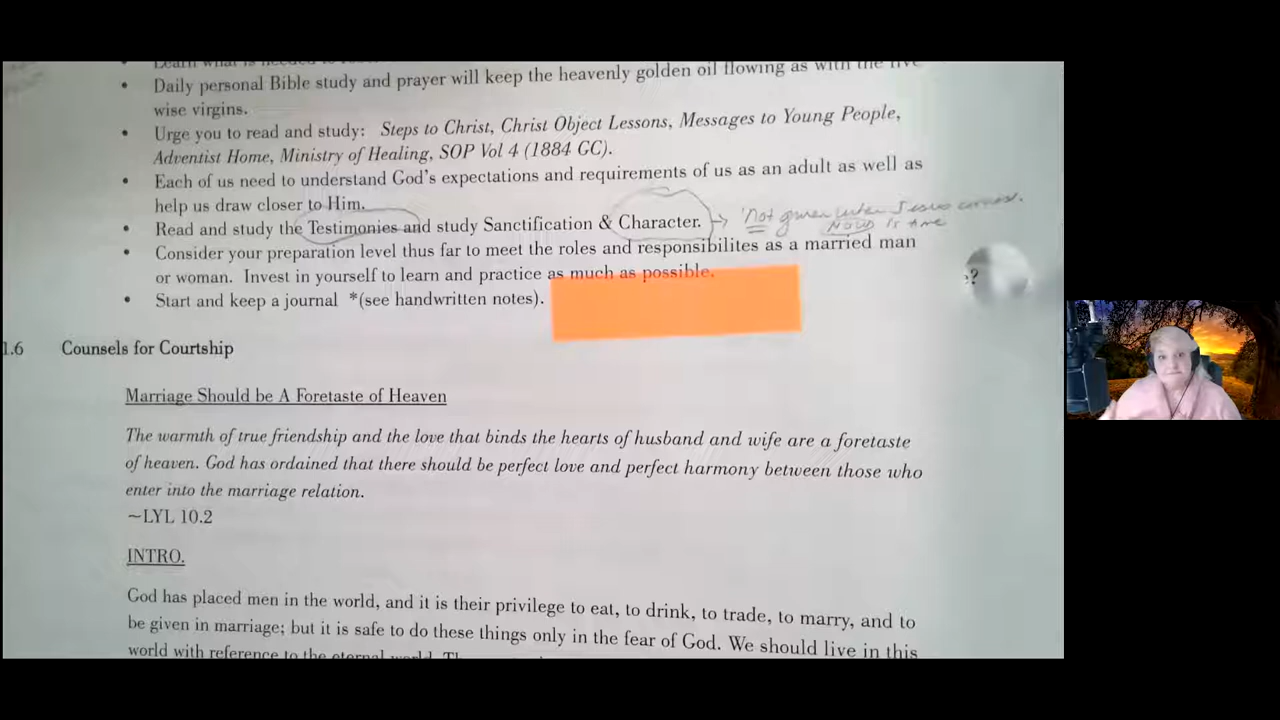 Daily personal Bible study and prayer will keep the heavenly golden oil flowing as with the five
wise virgins.
• Urge you to read and study: Steps to Christ, Christ Object Lessons, Messages to Young People,
Adventist Home, Ministry of Healing, SOP Vol 4 (1884 GC).
• Each of us need to understand God's expectations and requirements of us as an adult as well as
help us draw closer to Him.
• Read and study the Testimonies and study Sanctification & Character. → Not given when Jesus comes.
NOW is time
• Consider your preparation level thus far to meet the roles and responsibilites as a married man
or woman. Invest in yourself to learn and practice as much as possible.
?
• Start and keep a journal *(see handwritten notes).
1.6 Counsels for Courtship
Marriage Should be A Foretaste of Heaven
The warmth of true friendship and the love that binds the hearts of husband and wife are a foretaste
of heaven. God has ordained that there should be perfect love and perfect harmony between those who
enter into the marriage relation.
~LYL 10.2
INTRO.
God has placed men in the world, and it is their privilege to eat, to drink, to trade, to marry, and to
be given in marriage; but it is safe to do these things only in the fear of God. We should live in this
world with reference to the eternal world.